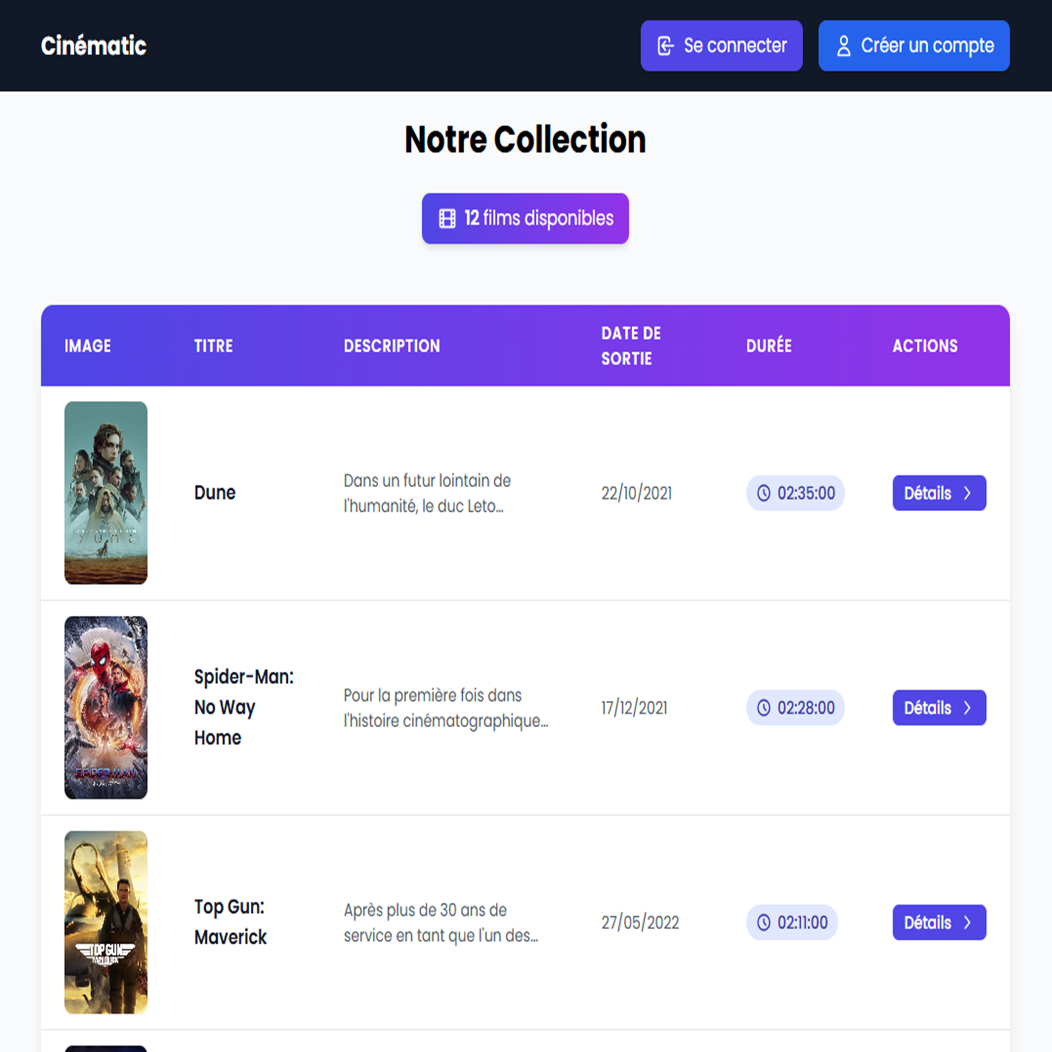 Cinématic
Se connecter
Créer un compte
Notre Collection
12 films disponibles
IMAGE
TITRE
DESCRIPTION
DATE DE
SORTIE
DURÉE
ACTIONS
Dune
Dans un futur lointain de
l'humanité, le duc Leto...
22/10/2021
02:35:00
Détails
SPIDER-MAN
Spider-Man:
No Way
Home
Pour la première fois dans
l'histoire cinématographique...
17/12/2021
02:28:00
Détails
TOP GUN
MAVERICK
Top Gun:
Maverick
Après plus de 30 ans de
service en tant que l'un des...
27/05/2022
02:11:00
Détails